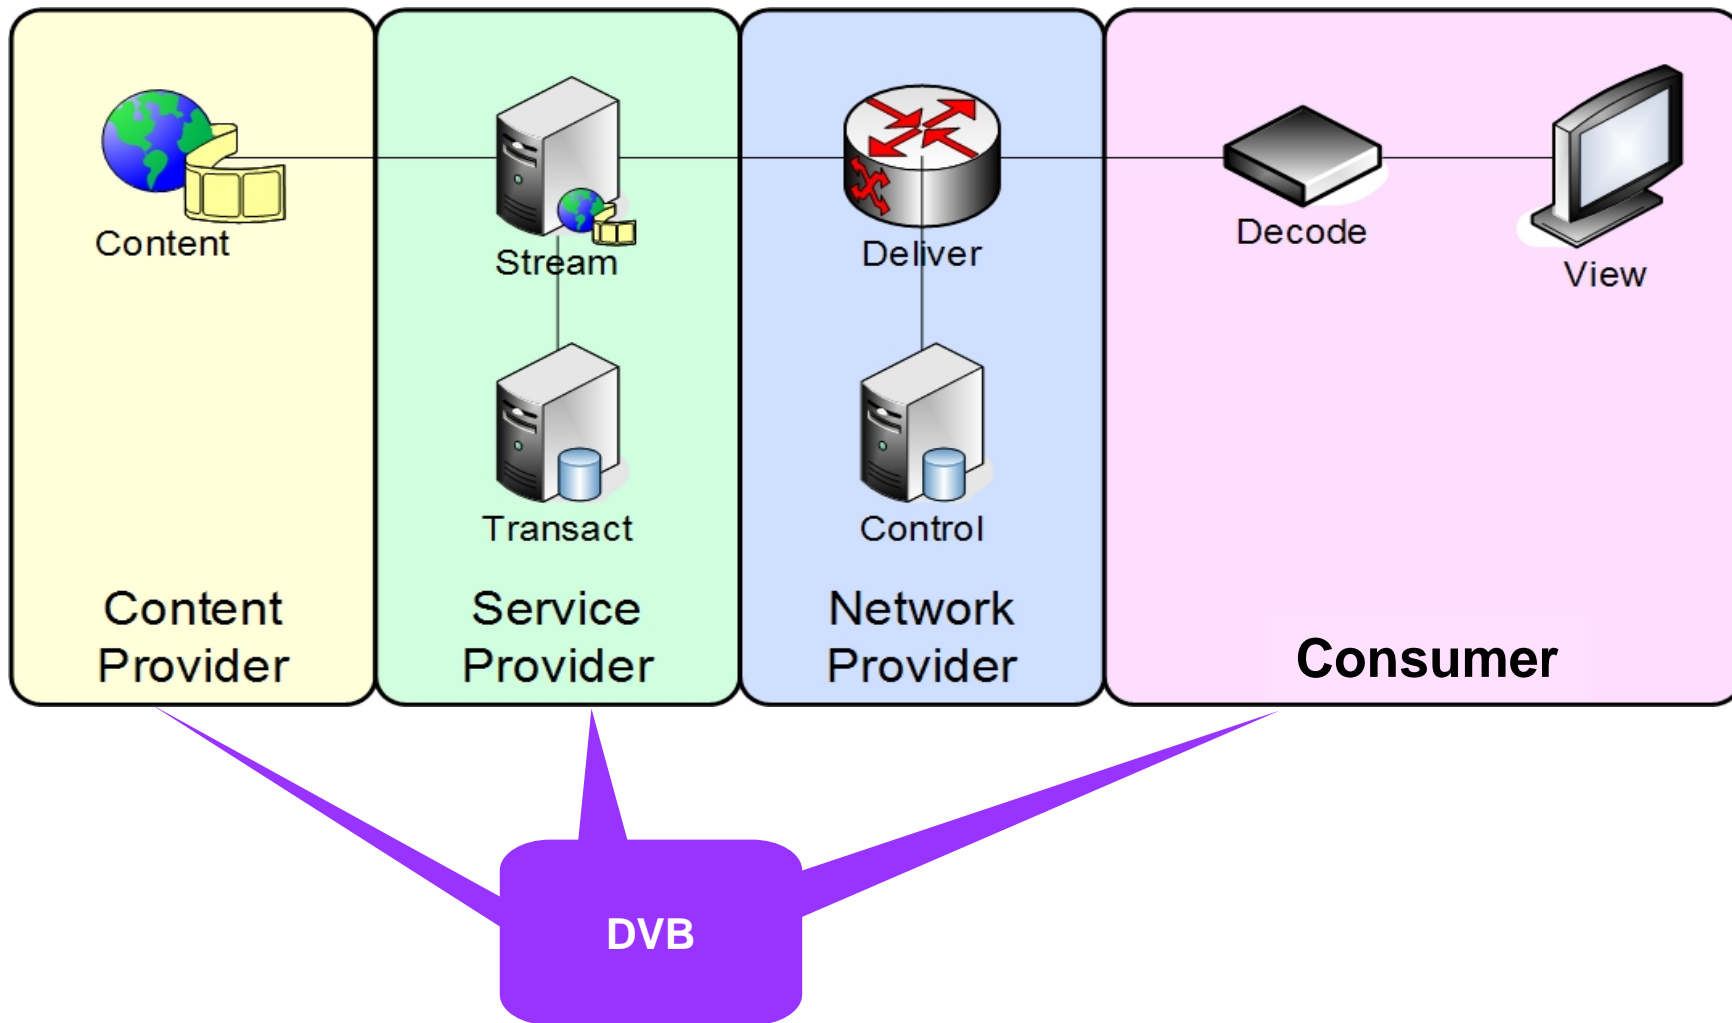 Content
Stream
Deliver
Decode
View
Transact
Control
Content
Provider
Service
Provider
Network
Provider
Consumer
DVB